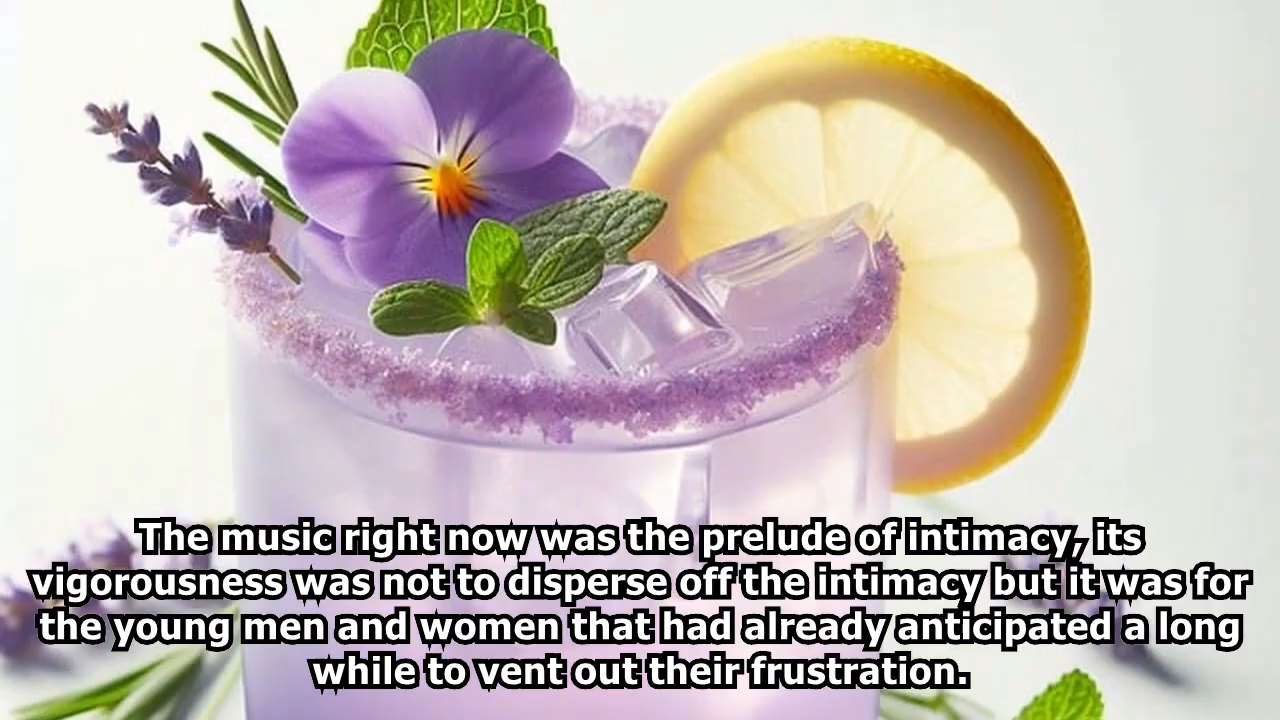 The music right now was the prelude of intimacy, its
vigorousness was not to disperse off the intimacy but it was for
the young men and women that had already anticipated a long
while to vent out their frustration.